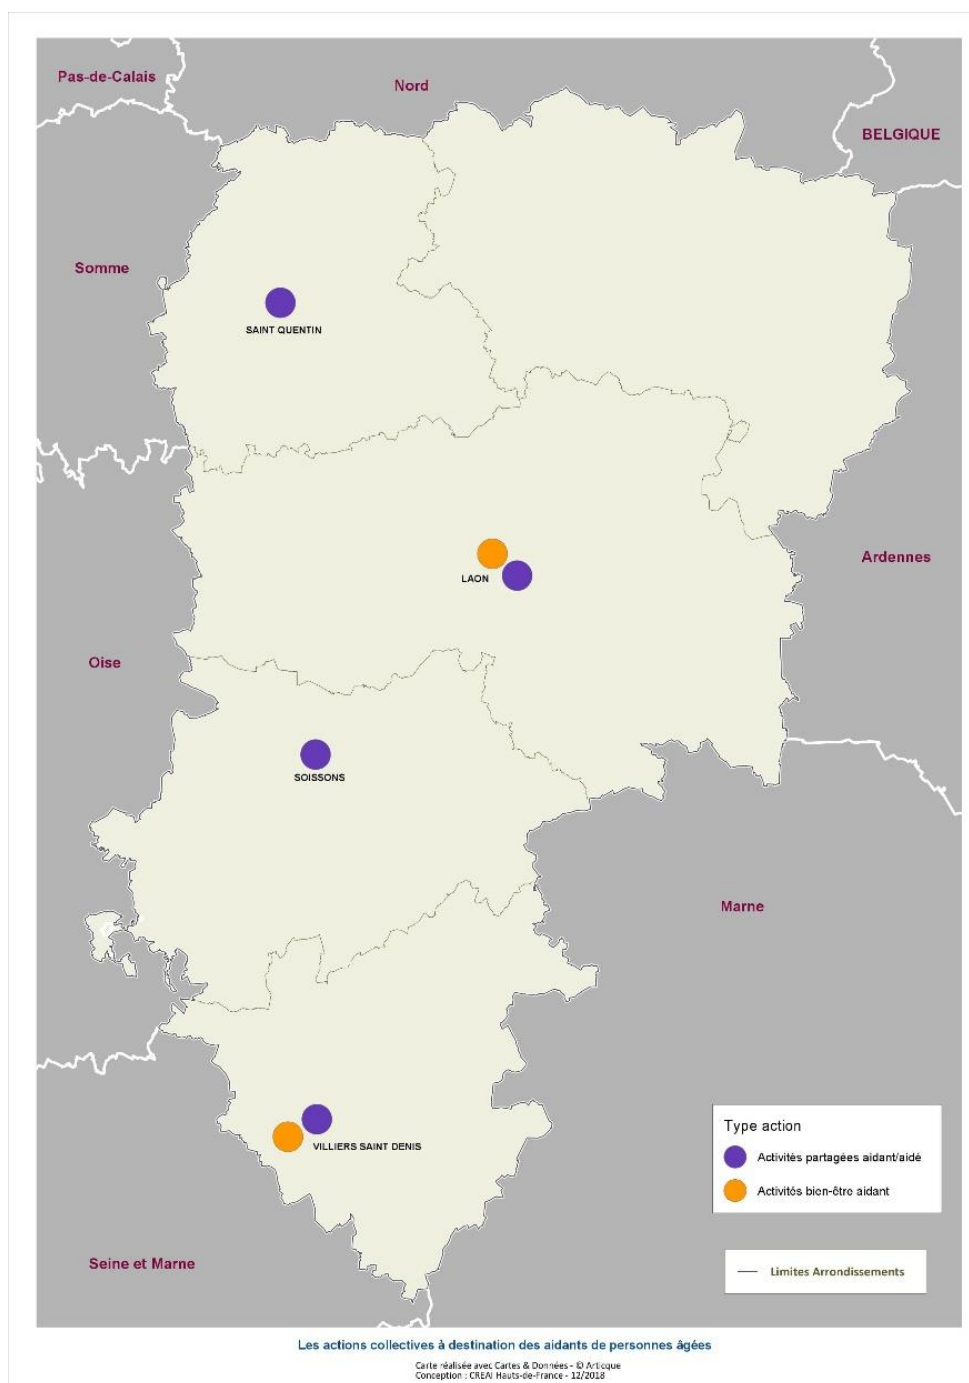 Pas-de-Calais
Nord
BELGIQUE
Somme
SAINT QUENTIN
Ardennes
LAON
Oise
SOISSONS
Marne
Type action
Activités partagées aidant/aidé
VILLIERS SAINT DENIS
Activités bien-être aidant
Seine et Marne
Limites Arrondissements
Les actions collectives à destination des aidants de personnes âgées
Carte réalisée avec Cartes & Données - © Articque
Conception : CREAI Hauts-de-France - 12/2018